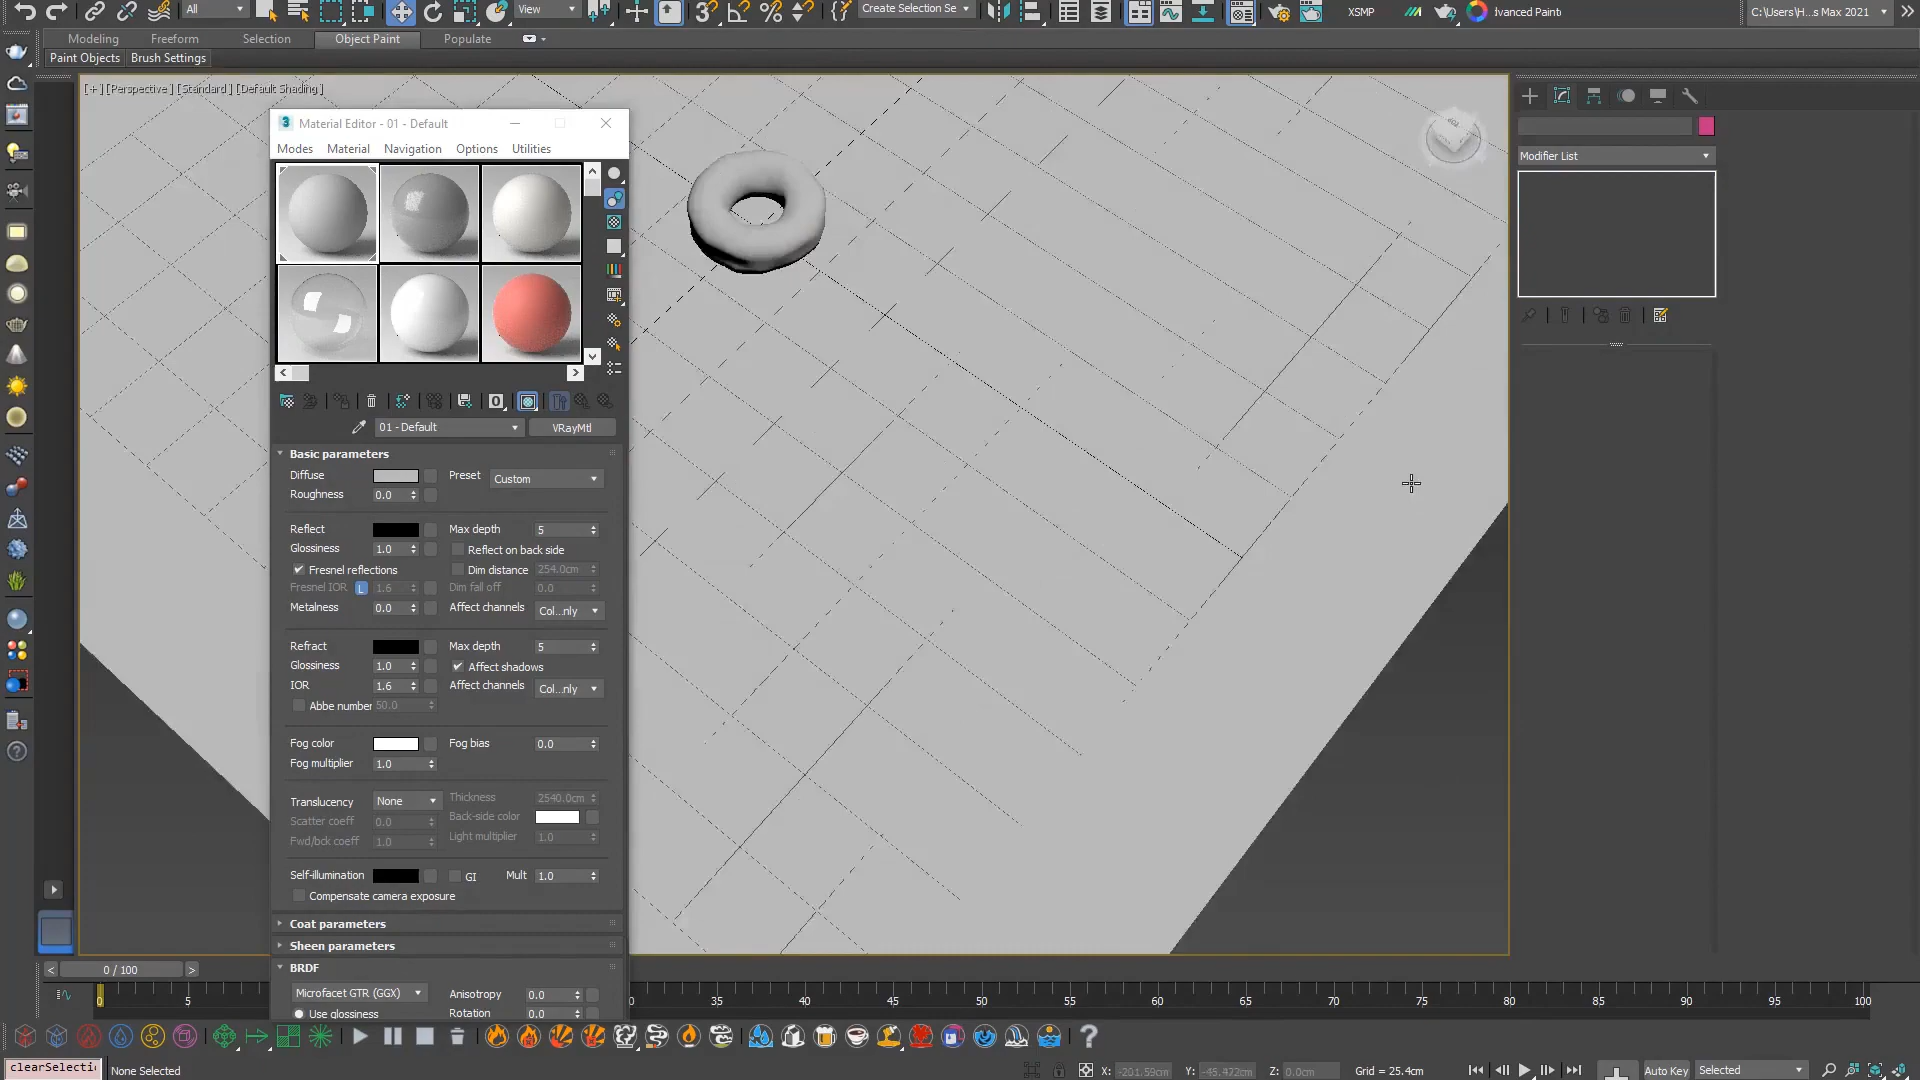 All
View
Create Selection Se
XSMP
lvanced Painti
C:\Users\H...s Max 2021
Modeling
Freeform
Selection
Object Paint
Populate
Paint Objects
Brush Settings
[+] [Perspective] [Standard] [Default Shading]
3 Material Editor - 01 - Default
Modes
Material
Navigation
Options
Utilities
Modifier List
01 - Default
VRayMtl
Basic parameters
Diffuse
Preset
Custom
Roughness
0.0
Reflect
Max depth
5
Glossiness
1.0
Reflect on back side
Fresnel reflections
Dim distance
254.0cm
Fresnel IOR
L
1.6
Dim fall off
0.0
Metalness
0.0
Affect channels
Col...nly
Refract
Max depth
5
Glossiness
1.0
Affect shadows
IOR
1.6
Affect channels
Col...nly
Abbe number
50.0
Fog color
Fog bias
0.0
Fog multiplier
1.0
Translucency
None
Thickness
2540.0cm
Scatter coeff
0.0
Back-side color
Fwd/bck coeff
1.0
Light multiplier
1.0
Self-illumination
GI
Mult
1.0
Compensate camera exposure
Coat parameters
Sheen parameters
BRDF
Microfacet GTR (GGX)
Anisotropy
0.0
Use glossiness
Rotation
0.0
0 / 100
0 5 30 35 40 45 50 55 60 65 70 75 80 85 90 95 100
clearSelecti
None Selected
X: -201.59cm
Y: -45.472cm
Z: 0.0cm
Grid = 25.4cm
Auto Key
Selected